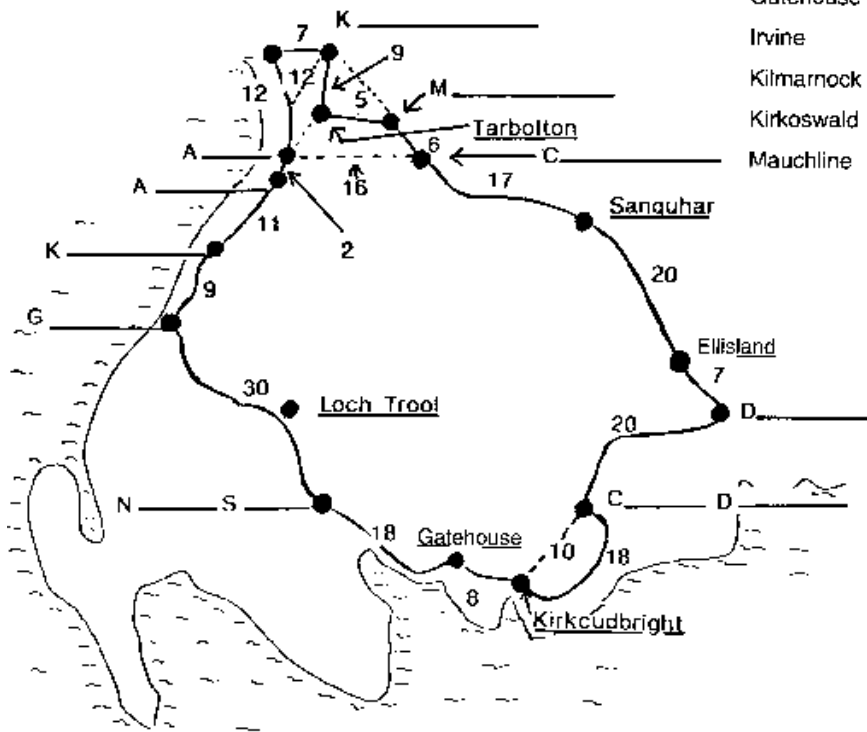 Gatehouse
K
7
Irvine
9
12
12
Kilmarnock
5
M
Kirkoswald
Tarbolton
A
6
C
Mauchline
16
A
17
Sanquhar
11
2
K
20
9
G
Ellisland
7
30
Loch Trool
D
20
N S
C D
18
Gatehouse
10
18
8
Kirkcudbright